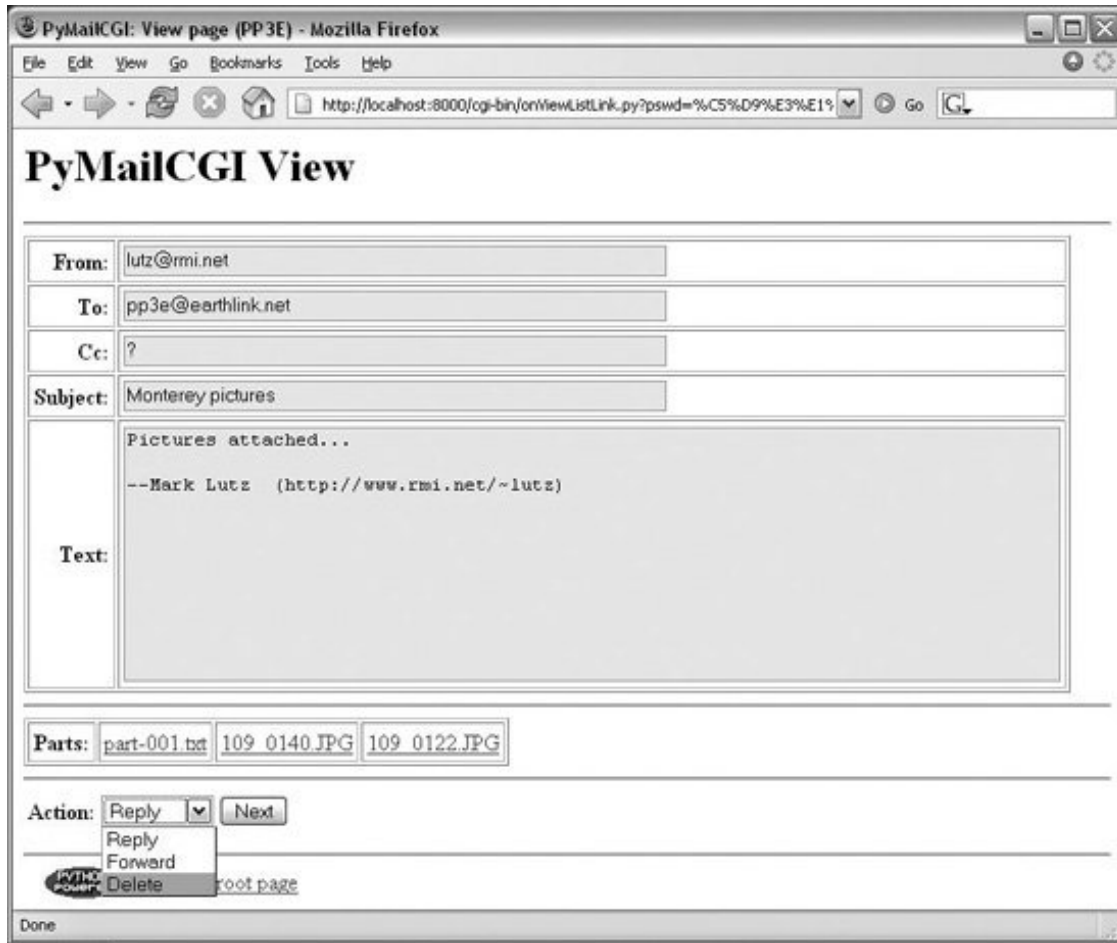 PyMailCGI: View page (PP3E) - Mozilla Firefox
File Edit View Go Bookmarks Tools Help
http://localhost:8000/cgi-bin/onViewListLink.py?pswd=%C5%D9%E3%E1% Go G
PyMailCGI View
From: lutz@rmi.net
To: pp3e@earthlink.net
Cc: ?
Subject: Monterey pictures
Pictures attached...
--Mark Lutz (http://www.rmi.net/~lutz)
Text:
Parts: part-001.txt 109_0140.JPG 109_0122.JPG
Action: Reply Next
Reply
Forward
Delete root page
Done